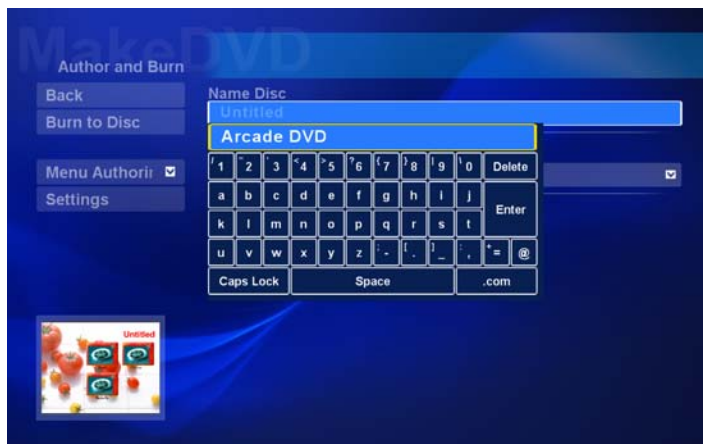 MakeDVD
Author and Burn
Back
Burn to Disc
Menu Authorin
Settings
Name Disc
Untitled
Arcade DVD
/ 1 " 2 ' 3 < 4 > 5 ? 6 { 7 } 8 | 9 \ 0 Delete
a b c d e f g h i j
Enter
k l m n o p q r s t
u v w x y z ; - [ . ] _ : , * = @
Caps Lock Space .com
Untitled